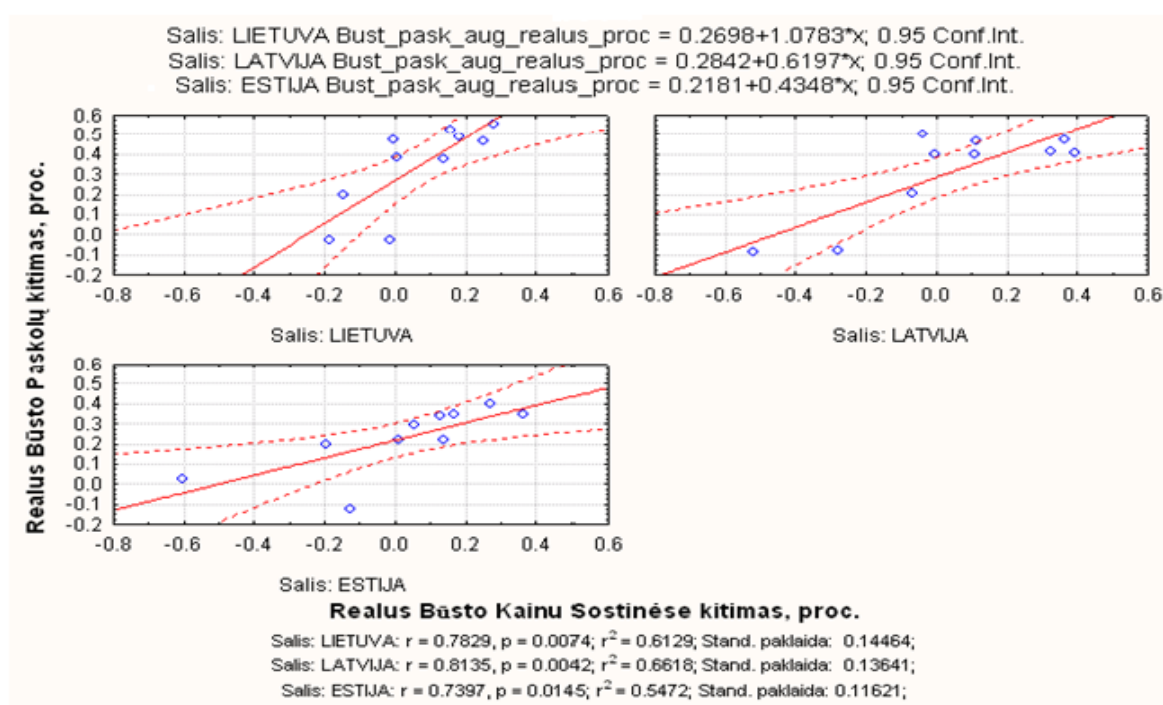 Salis: LIETUVA Bust_pask_aug_realus_proc = 0.2698+1.0783*x; 0.95 Conf.Int.
Salis: LATVIJA Bust_pask_aug_realus_proc = 0.2842+0.6197*x; 0.95 Conf.Int.
Salis: ESTIJA Bust_pask_aug_realus_proc = 0.2181+0.4348*x; 0.95 Conf.Int.
Realus Būsto Paskolų kitimas, proc.
0.6
0.5
0.4
0.3
0.2
0.1
0.0
-0.1
-0.2
-0.8 -0.6 -0.4 -0.2 0.0 0.2 0.4 0.6
-0.8 -0.6 -0.4 -0.2 0.0 0.2 0.4 0.6
Salis: LIETUVA
Salis: LATVIJA
0.6
0.5
0.4
0.3
0.2
0.1
0.0
-0.1
-0.2
-0.8 -0.6 -0.4 -0.2 0.0 0.2 0.4 0.6
Salis: ESTIJA
Realus Būsto Kainu Sostinėse kitimas, proc.
Salis: LIETUVA: r = 0.7829, p = 0.0074; r² = 0.6129; Stand. paklaida: 0.14464;
Salis: LATVIJA: r = 0.8135, p = 0.0042; r² = 0.6618; Stand. paklaida: 0.13641;
Salis: ESTIJA: r = 0.7397, p = 0.0145; r² = 0.5472; Stand. paklaida: 0.11621;